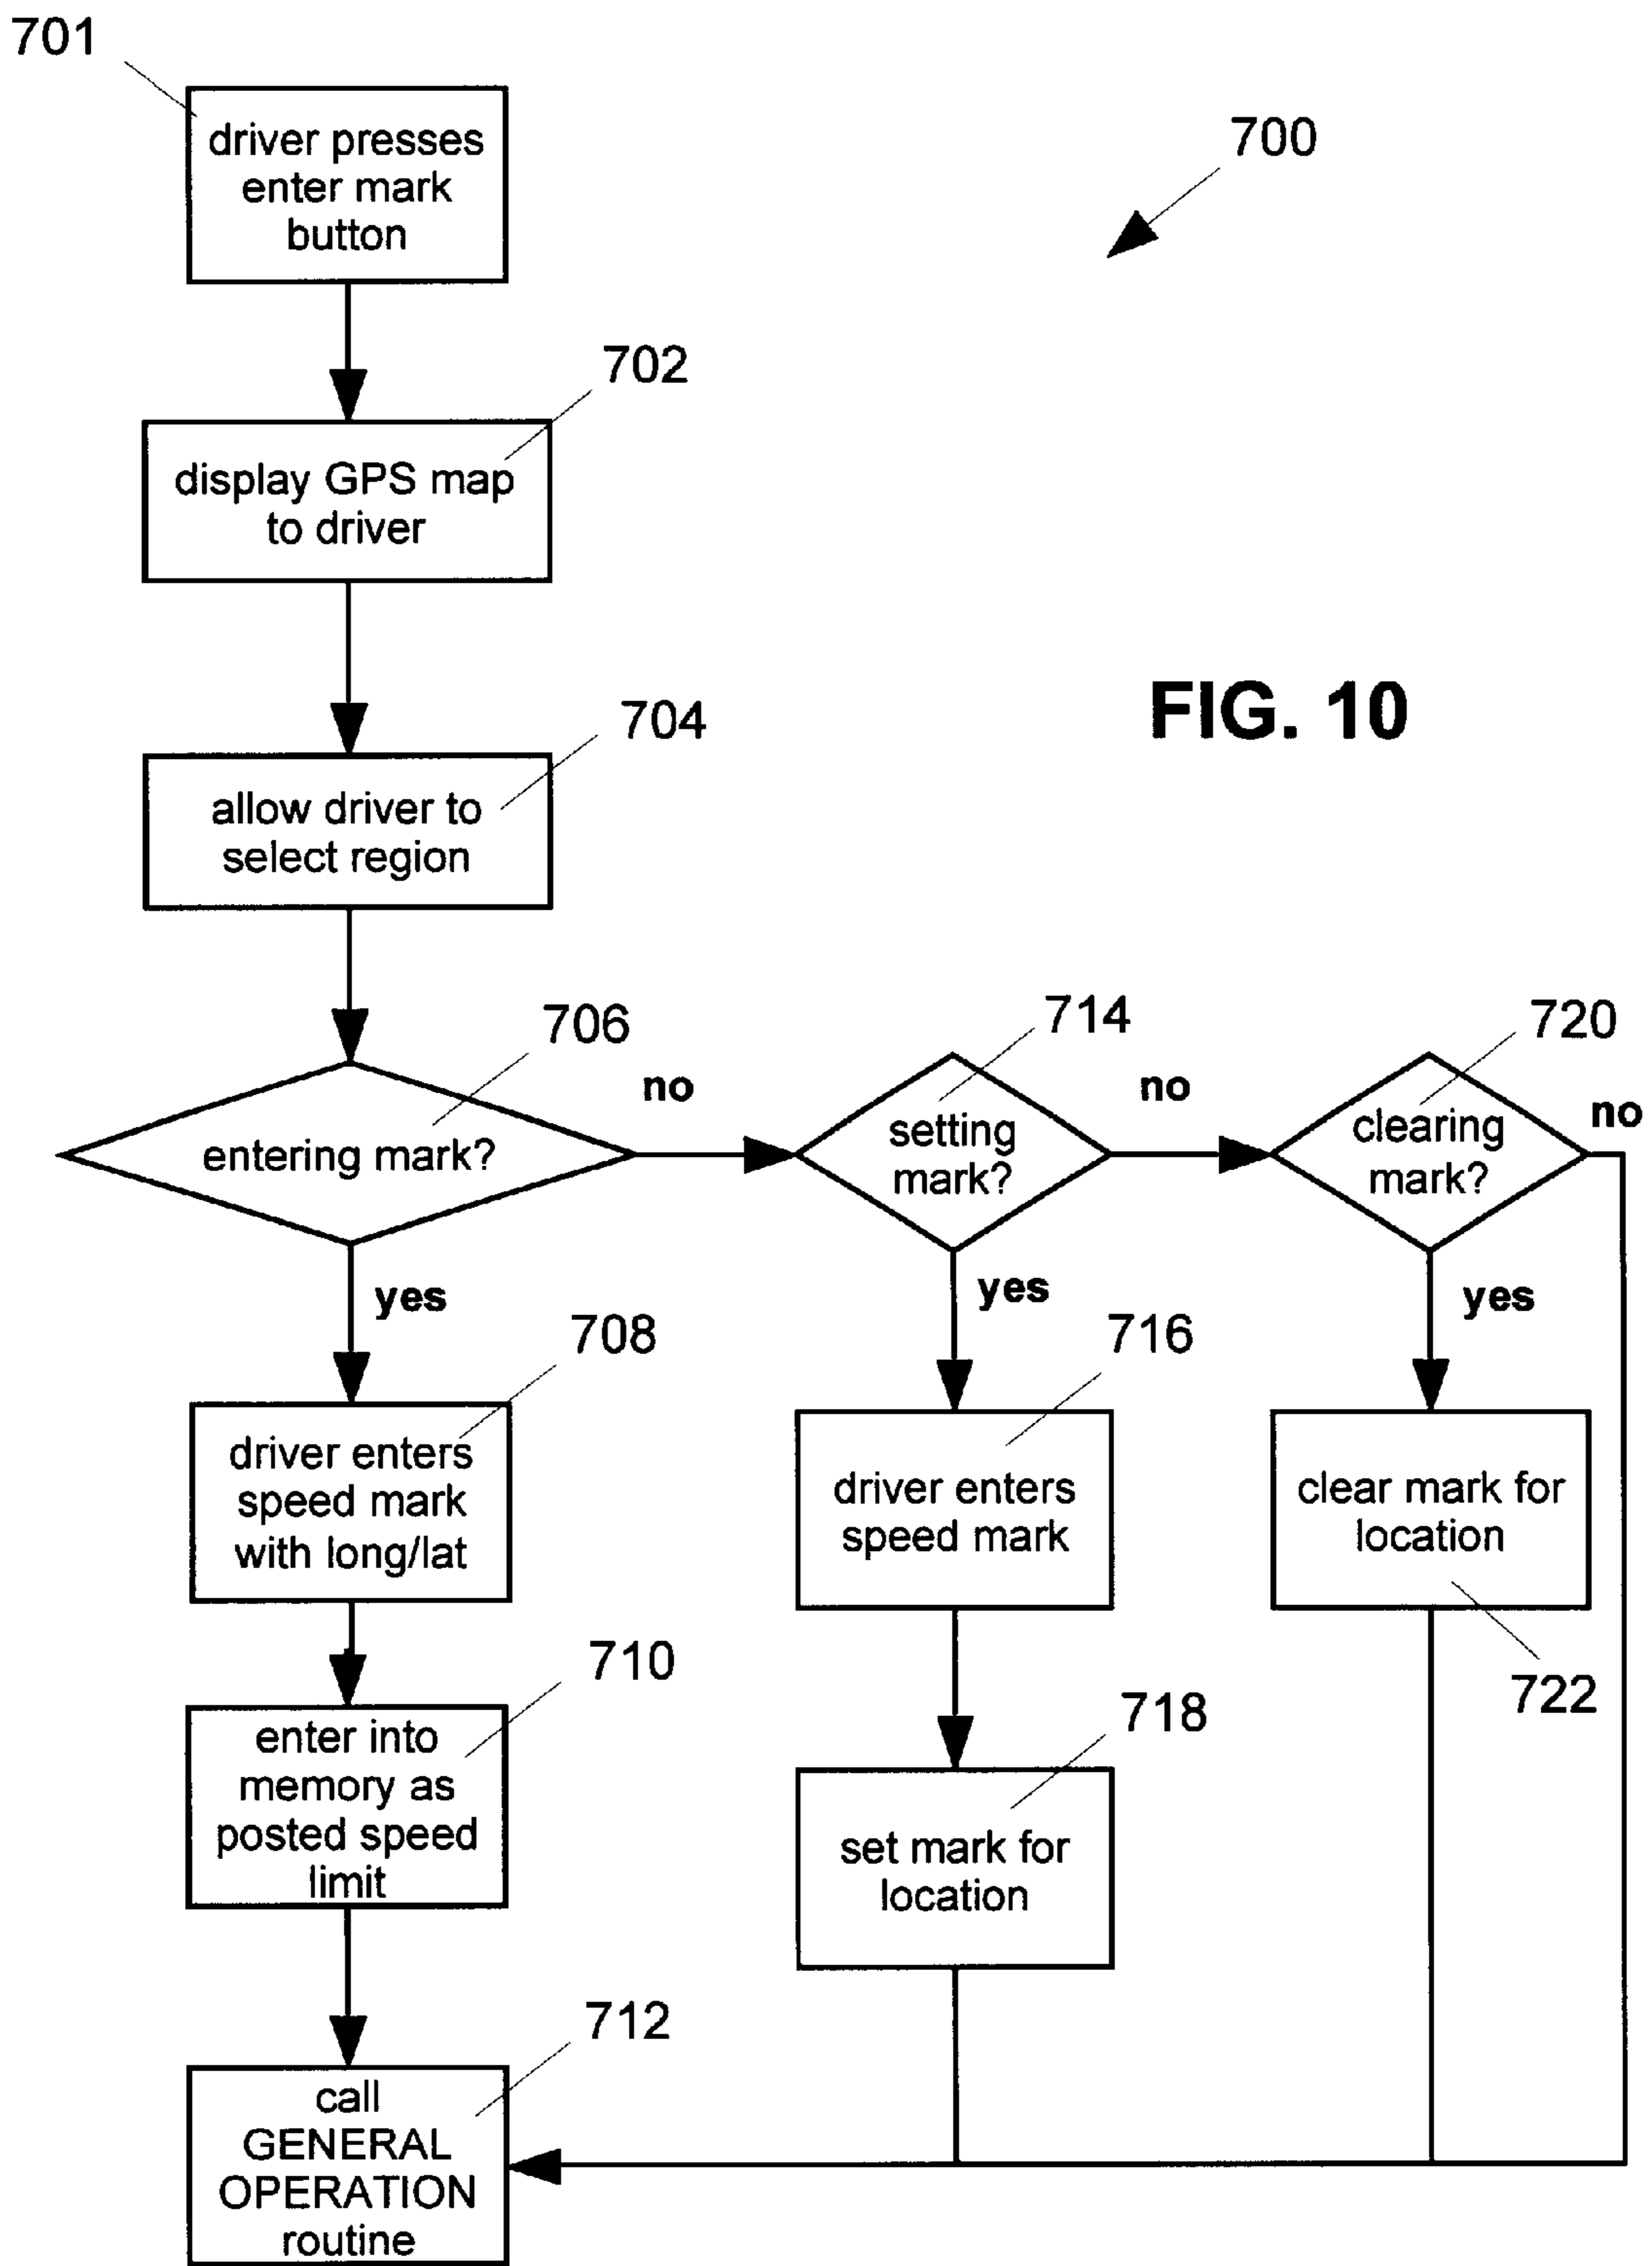 701
driver presses
enter mark
button
700
702
display GPS map
to driver
FIG. 10
704
allow driver to
select region
706
entering mark?
no
714
setting
mark?
no
720
clearing
mark?
no
yes
708
driver enters
speed mark
with long/lat
yes
716
driver enters
speed mark
yes
clear mark for
location
722
710
enter into
memory as
posted speed
limit
718
set mark for
location
712
call
GENERAL
OPERATION
routine